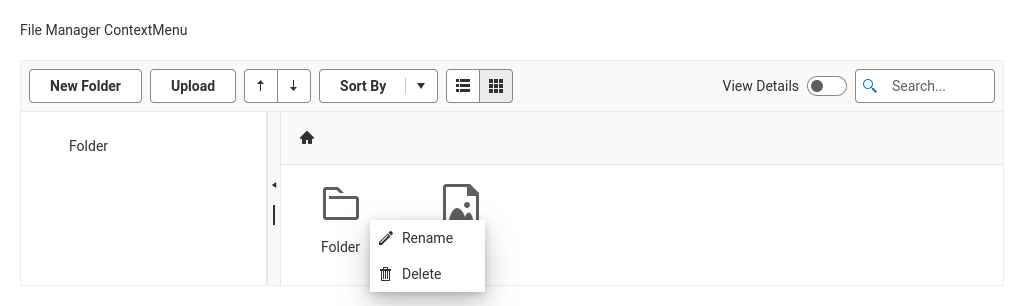 File Manager ContextMenu
New Folder
Upload
Sort By
View Details
Search...
Folder
Folder
Rename
Delete